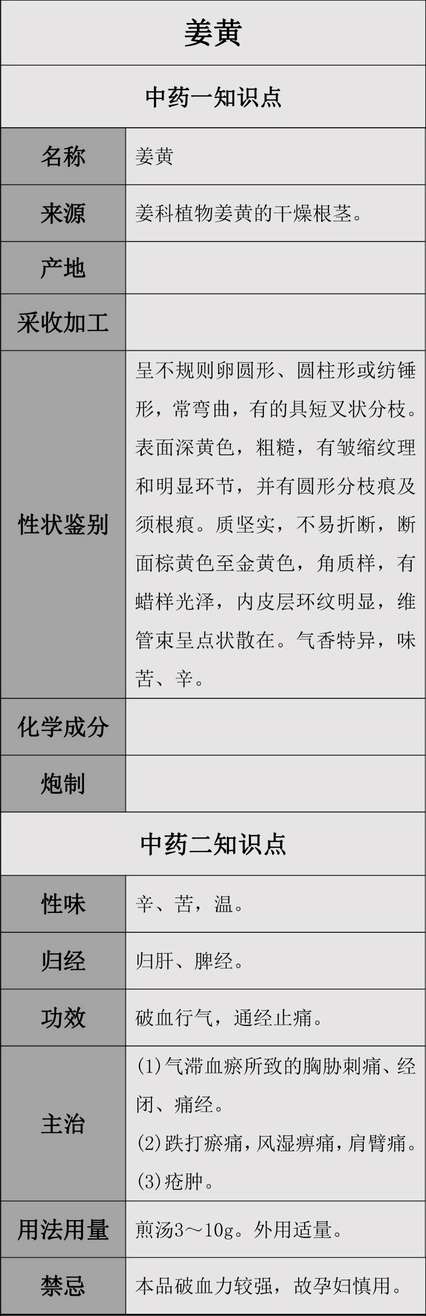 姜黄
中药一知识点
名称
姜黄
来源
姜科植物姜黄的干燥根茎。
产地
采收加工
性状鉴别
呈不规则卵圆形、圆柱形或纺锤
形，常弯曲，有的具短叉状分枝。
表面深黄色，粗糙，有皱缩纹理
和明显环节，并有圆形分枝痕及
须根痕。质坚实，不易折断，断
面棕黄色至金黄色，角质样，有
蜡样光泽，内皮层环纹明显，维
管束呈点状散在。气香特异，味
苦、辛。
化学成分
炮制
中药二知识点
性味
辛、苦，温。
归经
归肝、脾经。
功效
破血行气，通经止痛。
主治
(1)气滞血瘀所致的胸胁刺痛、经
闭、痛经。
(2)跌打瘀痛，风湿痹痛，肩臂痛。
(3)疮肿。
用法用量
煎汤3～10g。外用适量。
禁忌
本品破血力较强，故孕妇慎用。